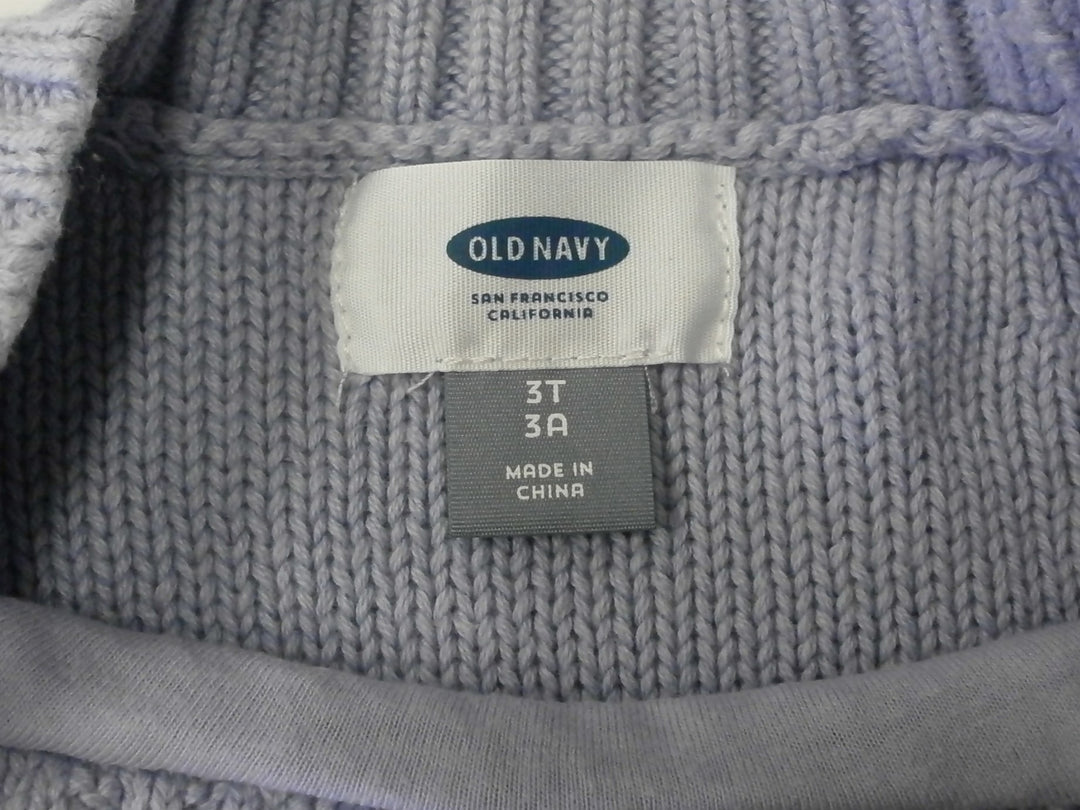 OLD NAVY
SAN FRANCISCO
CALIFORNIA
3T
3A
MADE IN
CHINA